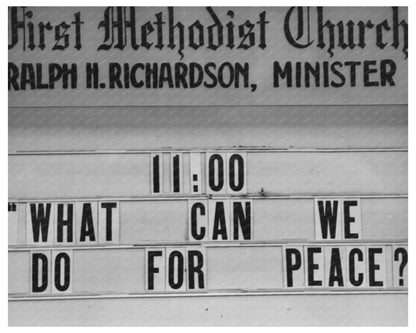 First Methodist Church
RALPH H. RICHARDSON, MINISTER
11:00
"WHAT CAN WE
DO FOR PEACE?